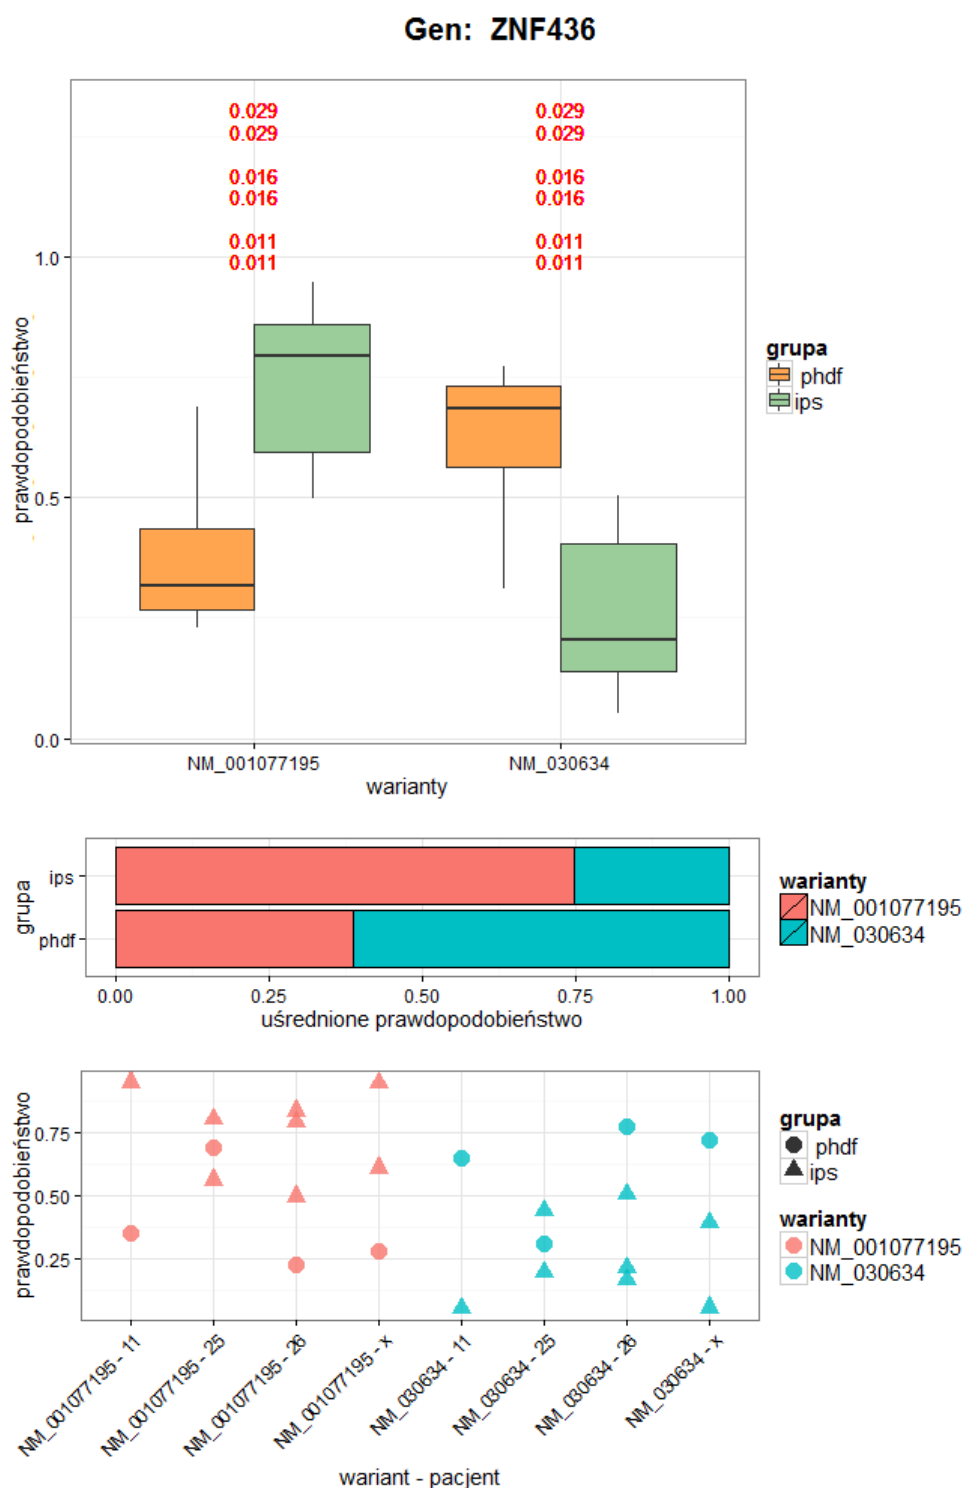 Gen:  ZNF436
0.029 0.029
0.029 0.029
0.016 0.016
0.016 0.016
0.011 0.011
0.011 0.011
1.0
0.5
0.0
prawdopodobieństwo
NM_001077195 NM_030634
warianty
grupa
phdf
ips
grupa
ips
phdf
0.00 0.25 0.50 0.75 1.00
uśrednione prawdopodobieństwo
warianty
NM_001077195
NM_030634
prawdopodobieństwo
0.75
0.50
0.25
NM_001077195 - 11
NM_001077195 - 25
NM_001077195 - 26
NM_001077195 - x
NM_030634 - 11
NM_030634 - 25
NM_030634 - 26
NM_030634 - x
wariant - pacjent
grupa
phdf
ips
warianty
NM_001077195
NM_030634